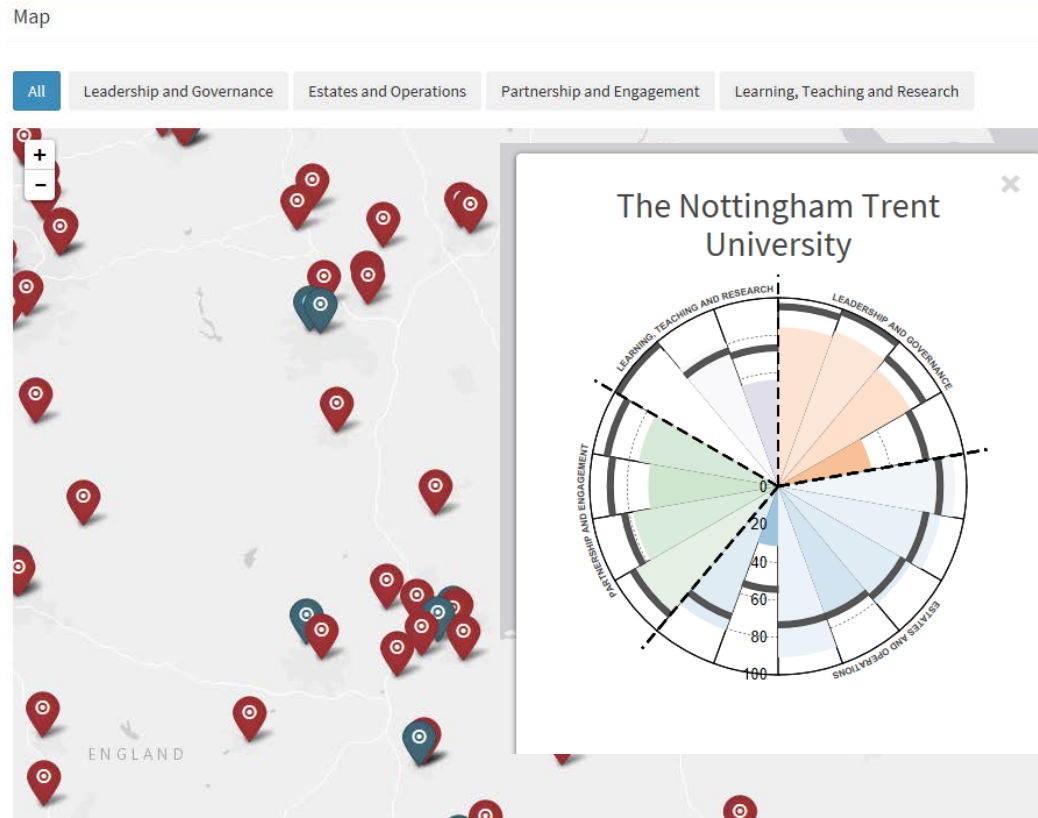 Map
All
Leadership and Governance
Estates and Operations
Partnership and Engagement
Learning, Teaching and Research
+
-
The Nottingham Trent
University
LEARNING, TEACHING AND RESEARCH
LEADERSHIP AND GOVERNANCE
PARTNERSHIP AND ENGAGEMENT
ESTATES AND OPERATIONS
0
20
40
60
80
100
ENGLAND